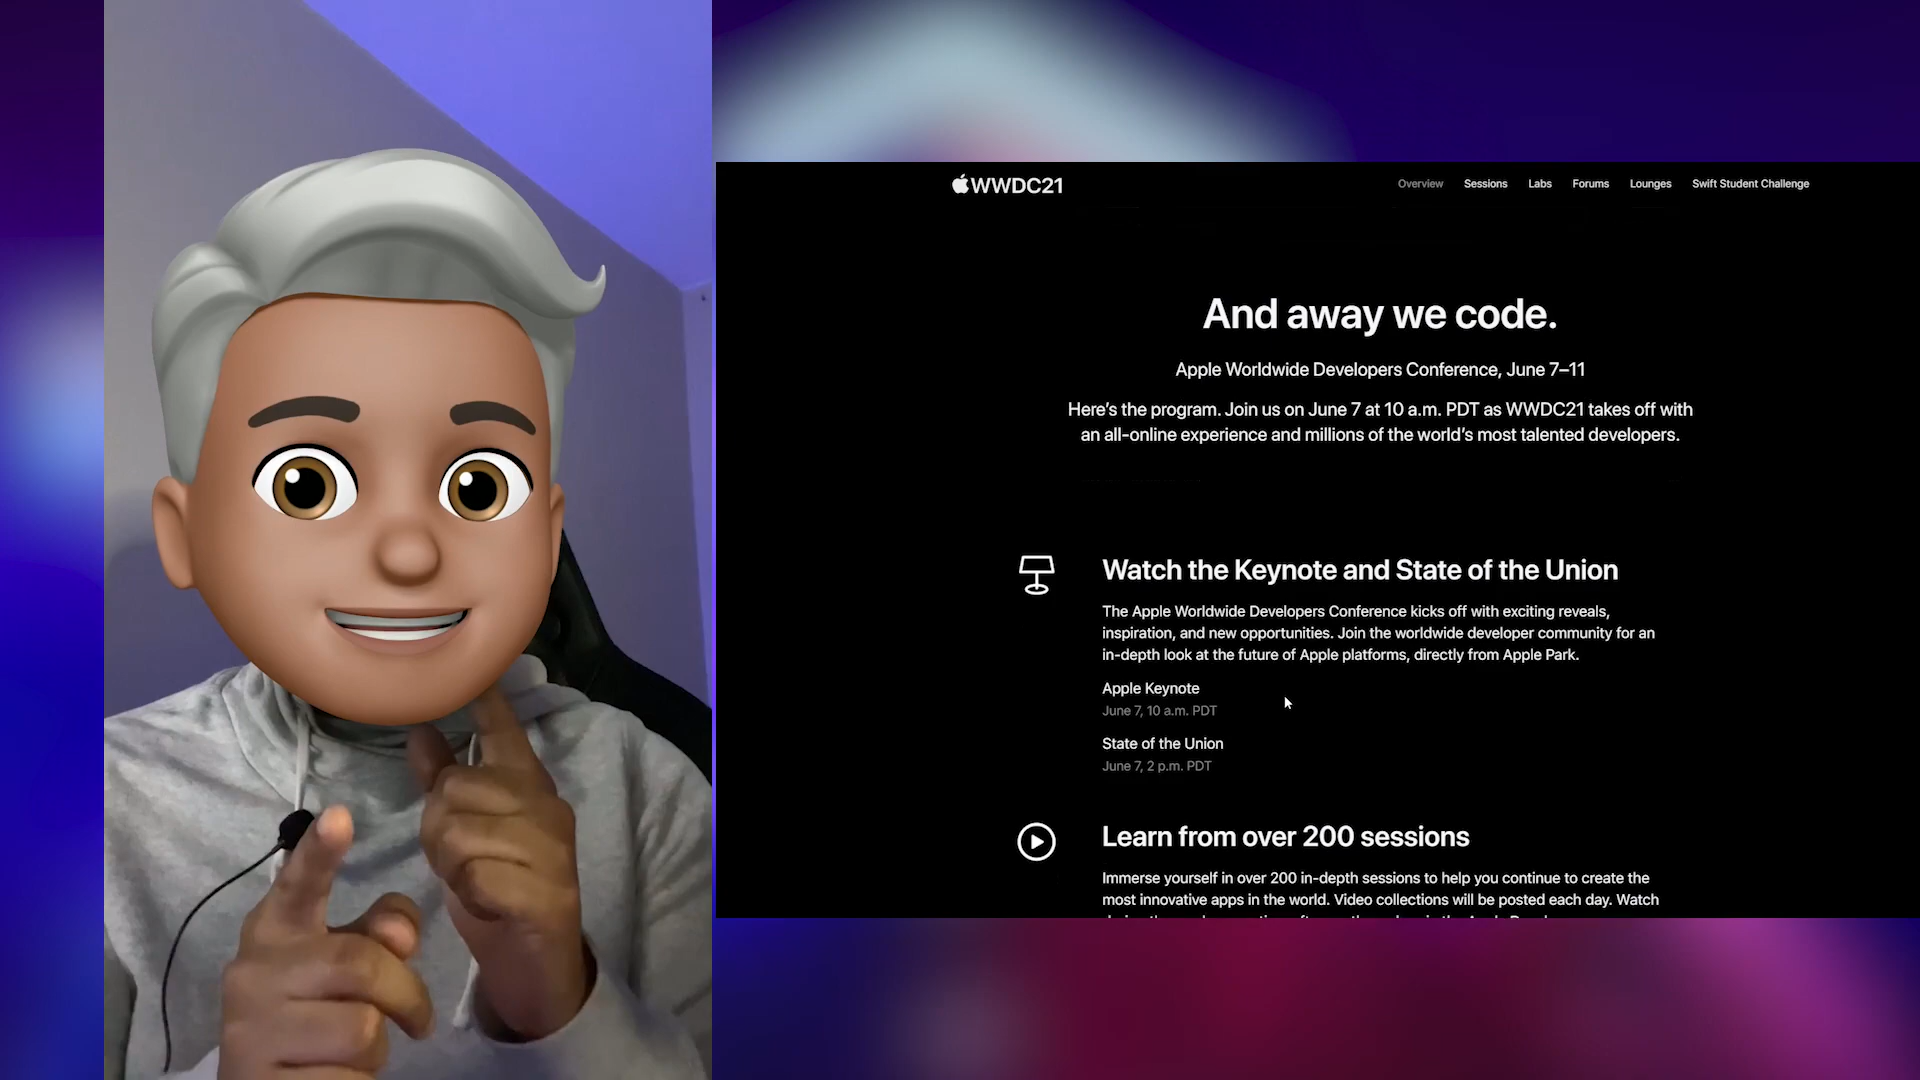 WWDC21
Overview Sessions Labs Forums Lounges Swift Student Challenge
And away we code.
Apple Worldwide Developers Conference, June 7–11
Here's the program. Join us on June 7 at 10 a.m. PDT as WWDC21 takes off with
an all-online experience and millions of the world's most talented developers.
Watch the Keynote and State of the Union
The Apple Worldwide Developers Conference kicks off with exciting reveals,
inspiration, and new opportunities. Join the worldwide developer community for an
in-depth look at the future of Apple platforms, directly from Apple Park.
Apple Keynote
June 7, 10 a.m. PDT
State of the Union
June 7, 2 p.m. PDT
Learn from over 200 sessions
Immerse yourself in over 200 in-depth sessions to help you continue to create the
most innovative apps in the world. Video collections will be posted each day. Watch